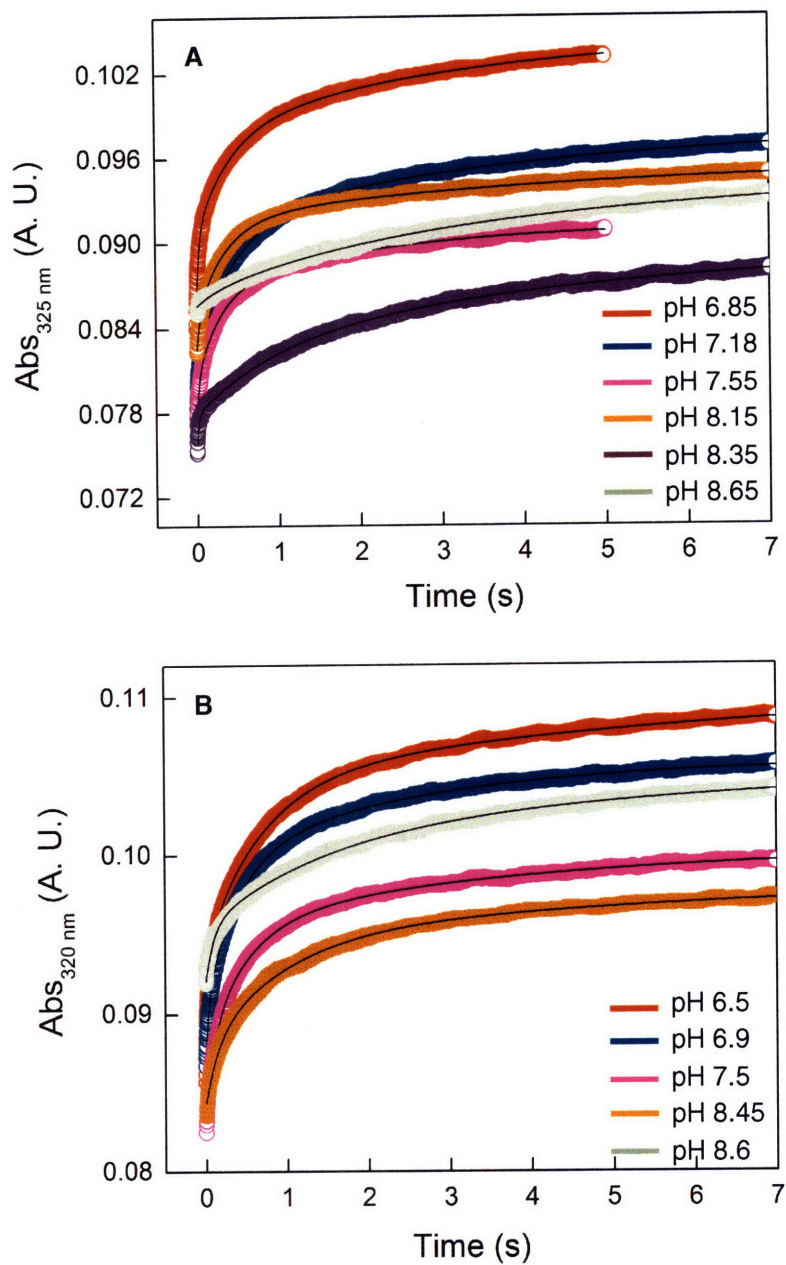 A
0.102
0.096
0.090
0.084
0.078
0.072
Abs325 nm (A. U.)
pH 6.85
pH 7.18
pH 7.55
pH 8.15
pH 8.35
pH 8.65
0 1 2 3 4 5 6 7
Time (s)
B
0.11
0.10
0.09
0.08
Abs320 nm (A. U.)
pH 6.5
pH 6.9
pH 7.5
pH 8.45
pH 8.6
0 1 2 3 4 5 6 7
Time (s)